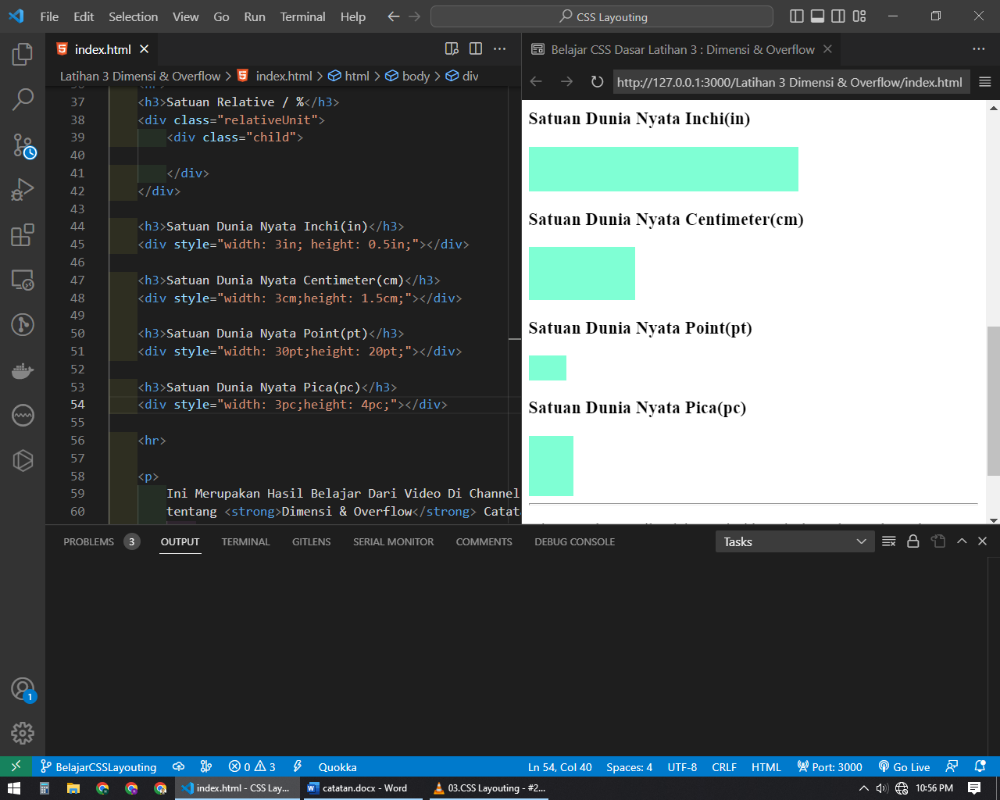 File Edit Selection View Go Run Terminal Help CSS Layouting
index.html
Belajar CSS Dasar Latihan 3 : Dimensi & Overflow
Latihan 3 Dimensi & Overflow > index.html > html > body > div
http://127.0.0.1:3000/Latihan 3 Dimensi & Overflow/index.html
37 <h3>Satuan Relative / %</h3>
38 <div class="relativeUnit">
39 <div class="child">
40
41 </div>
42 </div>
43
44 <h3>Satuan Dunia Nyata Inchi(in)</h3>
45 <div style="width: 3in; height: 0.5in;"></div>
46
47 <h3>Satuan Dunia Nyata Centimeter(cm)</h3>
48 <div style="width: 3cm;height: 1.5cm;"></div>
49
50 <h3>Satuan Dunia Nyata Point(pt)</h3>
51 <div style="width: 30pt;height: 20pt;"></div>
52
53 <h3>Satuan Dunia Nyata Pica(pc)</h3>
54 <div style="width: 3pc;height: 4pc;"></div>
55
56 <hr>
57
58 <p>
59 Ini Merupakan Hasil Belajar Dari Video Di Channel
60 tentang <strong>Dimensi & Overflow</strong> Catat
Satuan Dunia Nyata Inchi(in)
Satuan Dunia Nyata Centimeter(cm)
Satuan Dunia Nyata Point(pt)
Satuan Dunia Nyata Pica(pc)
PROBLEMS 3 OUTPUT TERMINAL GITLENS SERIAL MONITOR COMMENTS DEBUG CONSOLE Tasks
1
BelajarCSSLayouting 0 3 Quokka Ln 54, Col 40 Spaces: 4 UTF-8 CRLF HTML Port: 3000 Go Live
index.html - CSS Lay... catatan.docx - Word 03.CSS Layouting - #2... 10:56 PM